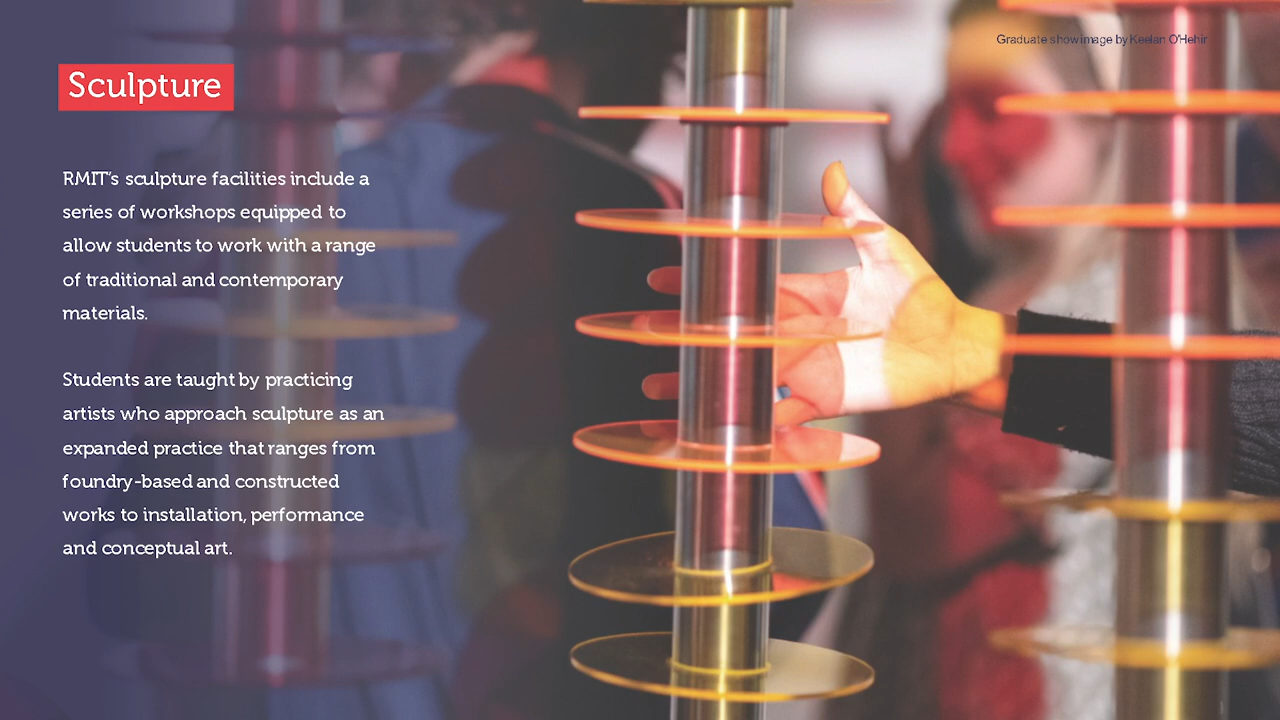 Graduate show image by Keelan O'Hehir
Sculpture
RMIT's sculpture facilities include a
series of workshops equipped to
allow students to work with a range
of traditional and contemporary
materials.
Students are taught by practicing
artists who approach sculpture as an
expanded practice that ranges from
foundry-based and constructed
works to installation, performance
and conceptual art.